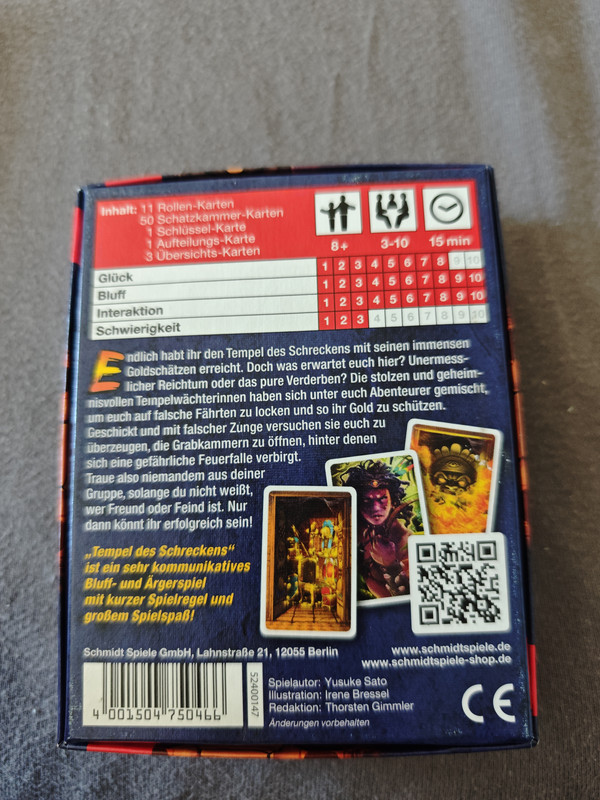 Inhalt: 11 Rollen-Karten
50 Schatzkammer-Karten
1 Schlüssel-Karte
1 Aufteilungs-Karte
3 Übersichts-Karten
8+ 3-10 15 min
Glück 1 2 3 4 5 6 7 8 9 10
Bluff 1 2 3 4 5 6 7 8 9 10
Interaktion 1 2 3 4 5 6 7 8 9 10
Schwierigkeit 1 2 3 4 5 6 7 8 9 10
Endlich habt ihr den Tempel des Schreckens mit seinen immensen
Goldschätzen erreicht. Doch was erwartet euch hier? Unermess-
licher Reichtum oder das pure Verderben? Die stolzen und geheim-
nisvollen Tempelwächterinnen haben sich unter euch Abenteurer gemischt,
um euch auf falsche Fährten zu locken und so ihr Gold zu schützen.
Geschickt und mit falscher Zunge versuchen sie euch zu
überzeugen, die Grabkammern zu öffnen, hinter denen
sich eine gefährliche Feuerfalle verbirgt.
Traue also niemandem aus deiner
Gruppe, solange du nicht weißt,
wer Freund oder Feind ist. Nur
dann könnt ihr erfolgreich sein!
„Tempel des Schreckens“
ist ein sehr kommunikatives
Bluff- und Ärgerspiel
mit kurzer Spielregel und
großem Spielspaß!
Schmidt Spiele GmbH, Lahnstraße 21, 12055 Berlin
www.schmidtspiele.de
www.schmidtspiele-shop.de
4 001504 750466
52400147
Spielautor: Yusuke Sato
Illustration: Irene Bressel
Redaktion: Thorsten Gimmler
Änderungen vorbehalten
CE